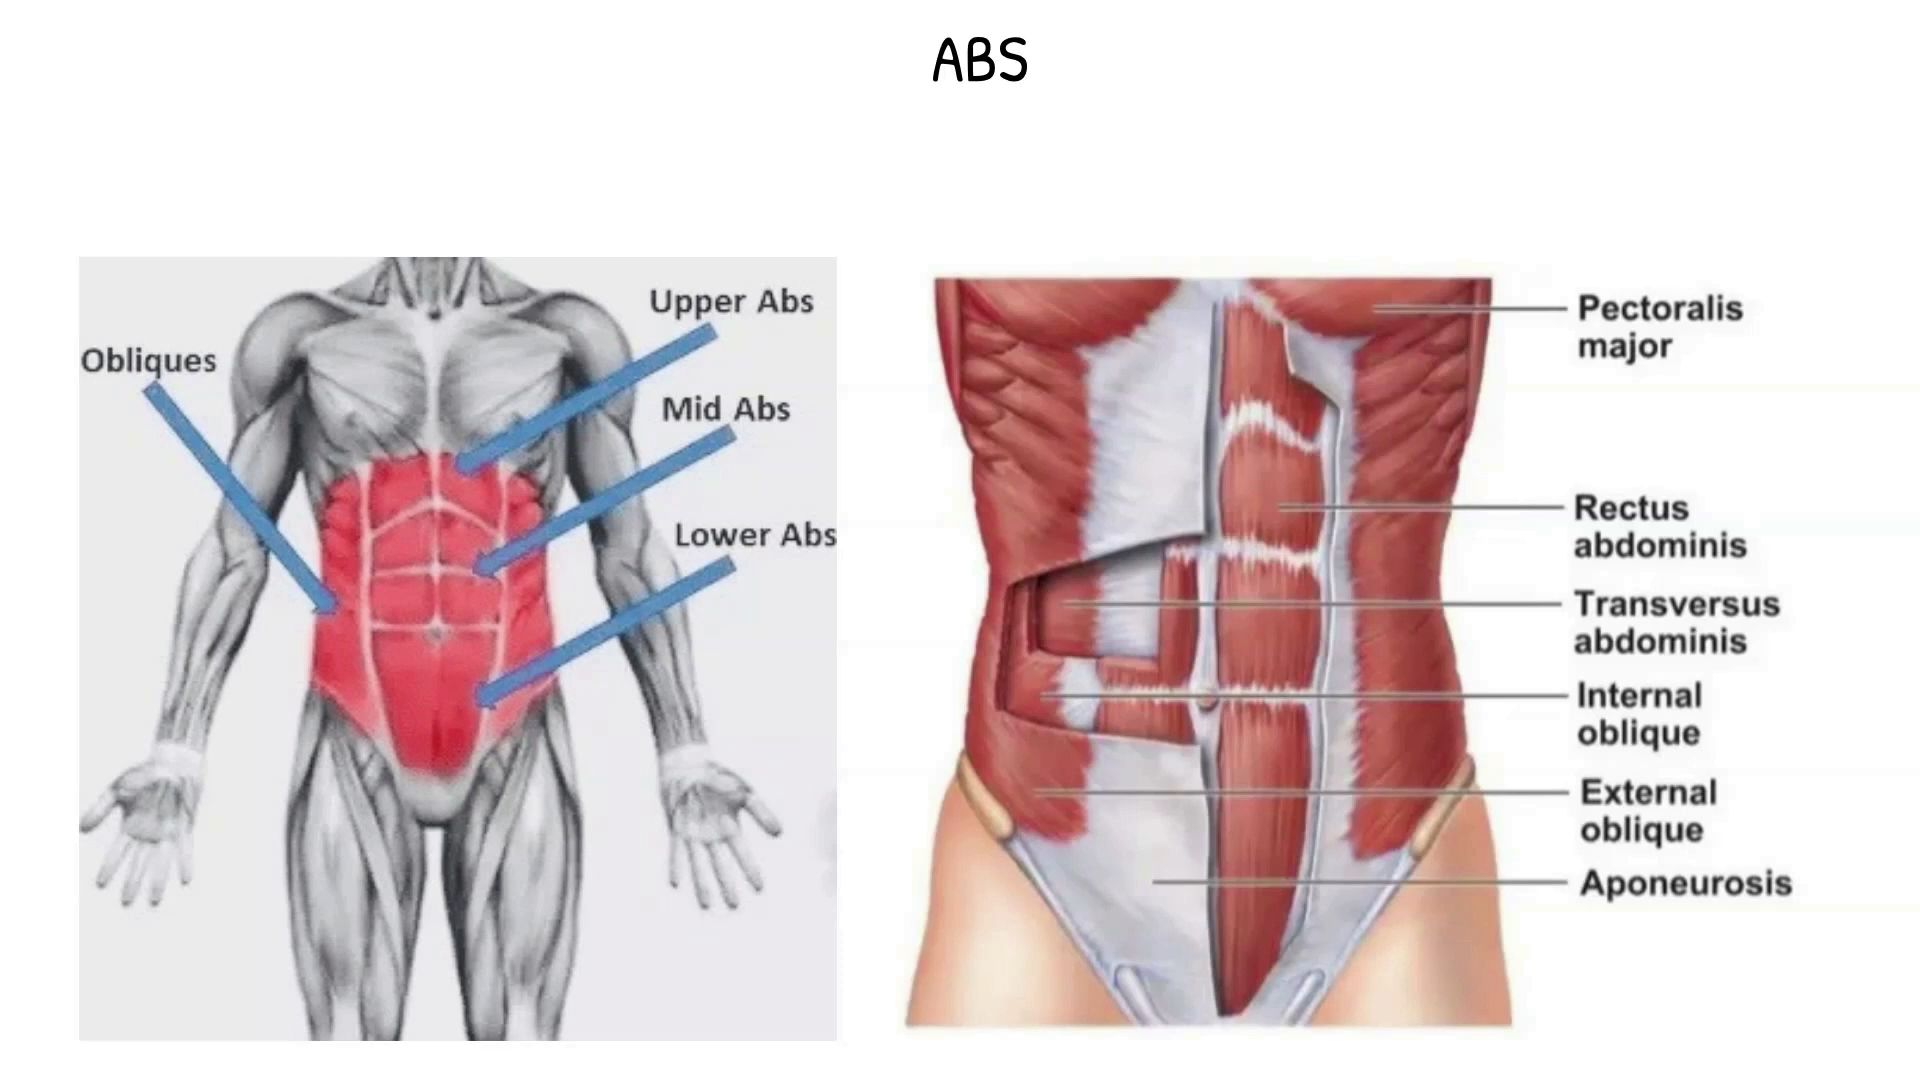 ABS
Upper Abs
Obliques
Mid Abs
Lower Abs
Pectoralis
major
Rectus
abdominis
Transversus
abdominis
Internal
oblique
External
oblique
Aponeurosis